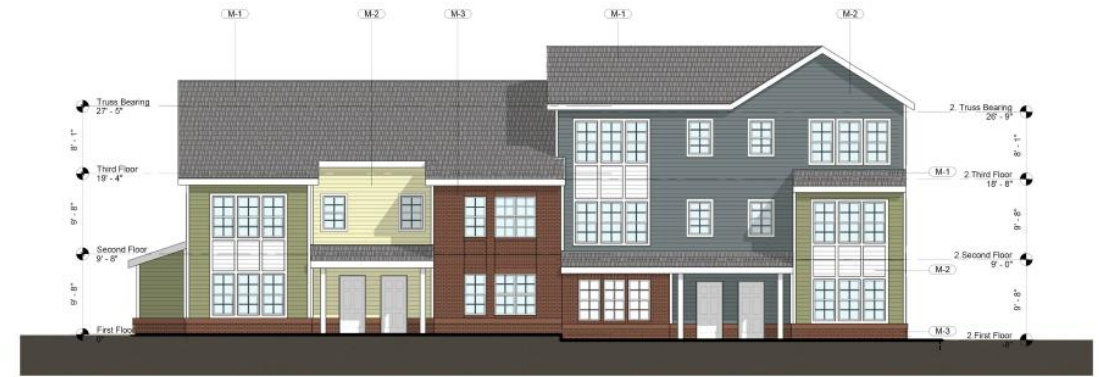 M-1
M-2
M-3
M-1
M-2
Truss Bearing
27' - 5"
8' - 1"
Third Floor
19' - 4"
9' - 8"
Second Floor
9' - 8"
9' - 8"
First Floor
0"
2. Truss Bearing
26' - 9"
8' - 1"
M-1
2.Third Floor
18' - 8"
9' - 8"
2.Second Floor
9' - 0"
M-2
9' - 8"
M-3
2.First Floor
-8"